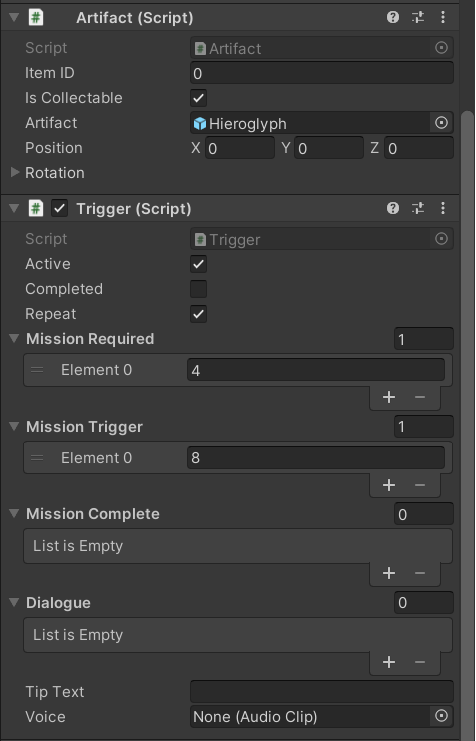 Artifact (Script)
Script Artifact
Item ID 0
Is Collectable
Artifact Hieroglyph
Position X 0 Y 0 Z 0
Rotation
Trigger (Script)
Script Trigger
Active
Completed
Repeat
Mission Required 1
Element 0 4
Mission Trigger 1
Element 0 8
Mission Complete 0
List is Empty
Dialogue 0
List is Empty
Tip Text
Voice None (Audio Clip)